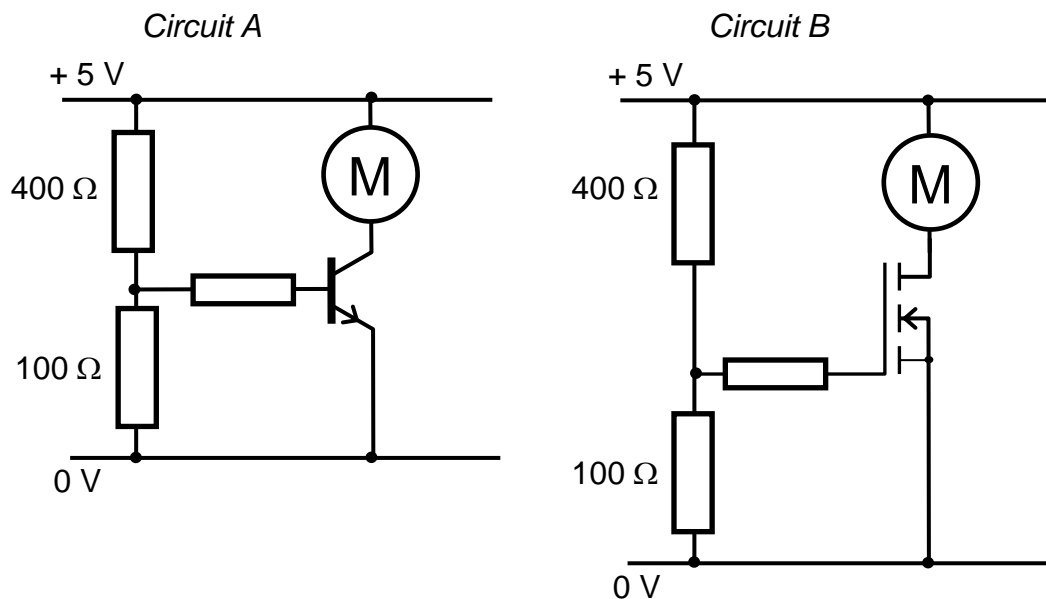 Circuit A
+ 5 V
400 Ω
M
100 Ω
0 V
Circuit B
+ 5 V
400 Ω
M
100 Ω
0 V